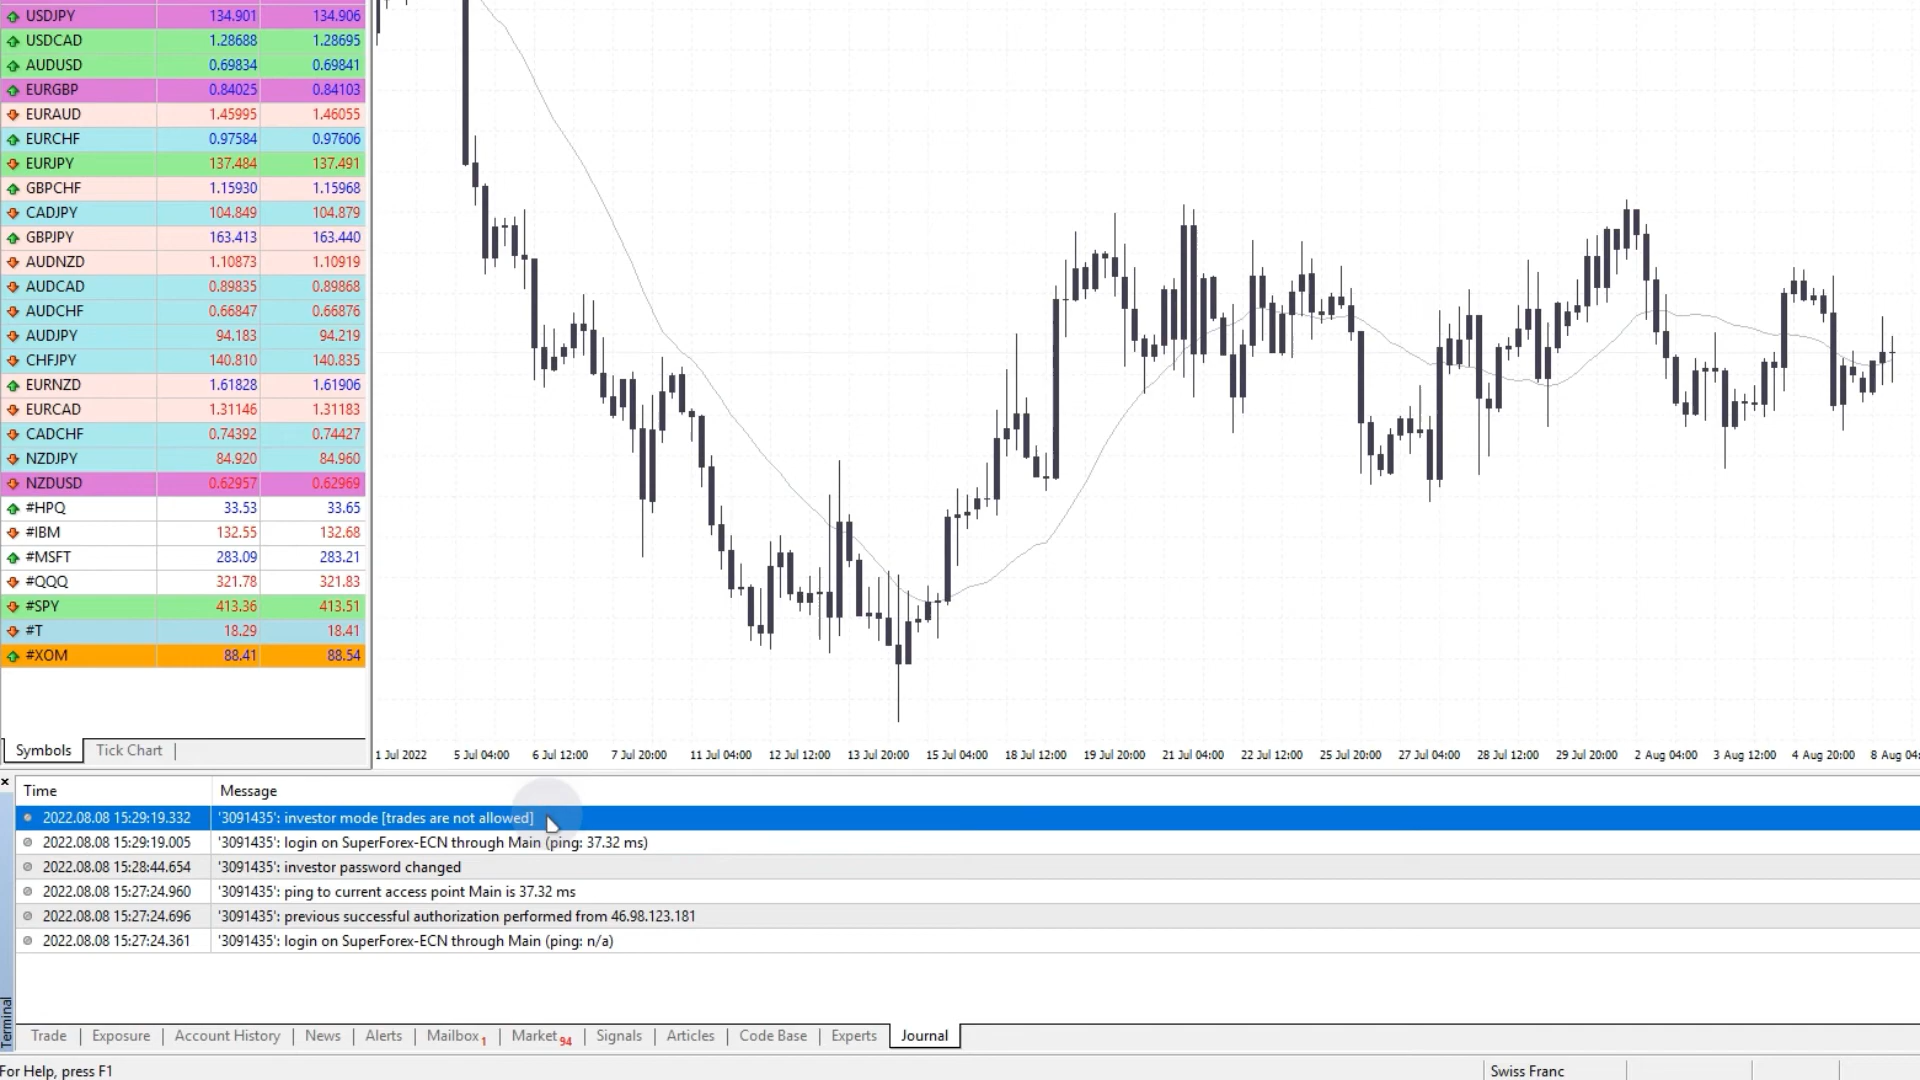 USDJPY 134.901 134.906
USDCAD 1.28688 1.28695
AUDUSD 0.69834 0.69841
EURGBP 0.84025 0.84103
EURAUD 1.45995 1.46055
EURCHF 0.97584 0.97606
EURJPY 137.484 137.491
GBPCHF 1.15930 1.15968
CADJPY 104.849 104.879
GBPJPY 163.413 163.440
AUDNZD 1.10873 1.10919
AUDCAD 0.89835 0.89868
AUDCHF 0.66847 0.66876
AUDJPY 94.183 94.219
CHFJPY 140.810 140.835
EURNZD 1.61828 1.61906
EURCAD 1.31146 1.31183
CADCHF 0.74392 0.74427
NZDJPY 84.920 84.960
NZDUSD 0.62957 0.62969
#HPQ 33.53 33.65
#IBM 132.55 132.68
#MSFT 283.09 283.21
#QQQ 321.78 321.83
#SPY 413.36 413.51
#T 18.29 18.41
#XOM 88.41 88.54
Symbols Tick Chart
1 Jul 2022 5 Jul 04:00 6 Jul 12:00 7 Jul 20:00 11 Jul 04:00 12 Jul 12:00 13 Jul 20:00 15 Jul 04:00 18 Jul 12:00 19 Jul 20:00 21 Jul 04:00 22 Jul 12:00 25 Jul 20:00 27 Jul 04:00 28 Jul 12:00 29 Jul 20:00 2 Aug 04:00 3 Aug 12:00 4 Aug 20:00 8 Aug 04:
Time Message
2022.08.08 15:29:19.332 '3091435': investor mode [trades are not allowed]
2022.08.08 15:29:19.005 '3091435': login on SuperForex-ECN through Main (ping: 37.32 ms)
2022.08.08 15:28:44.654 '3091435': investor password changed
2022.08.08 15:27:24.960 '3091435': ping to current access point Main is 37.32 ms
2022.08.08 15:27:24.696 '3091435': previous successful authorization performed from 46.98.123.181
2022.08.08 15:27:24.361 '3091435': login on SuperForex-ECN through Main (ping: n/a)
Terminal
Trade Exposure Account History News Alerts Mailbox 1 Market 94 Signals Articles Code Base Experts Journal
For Help, press F1 Swiss Franc